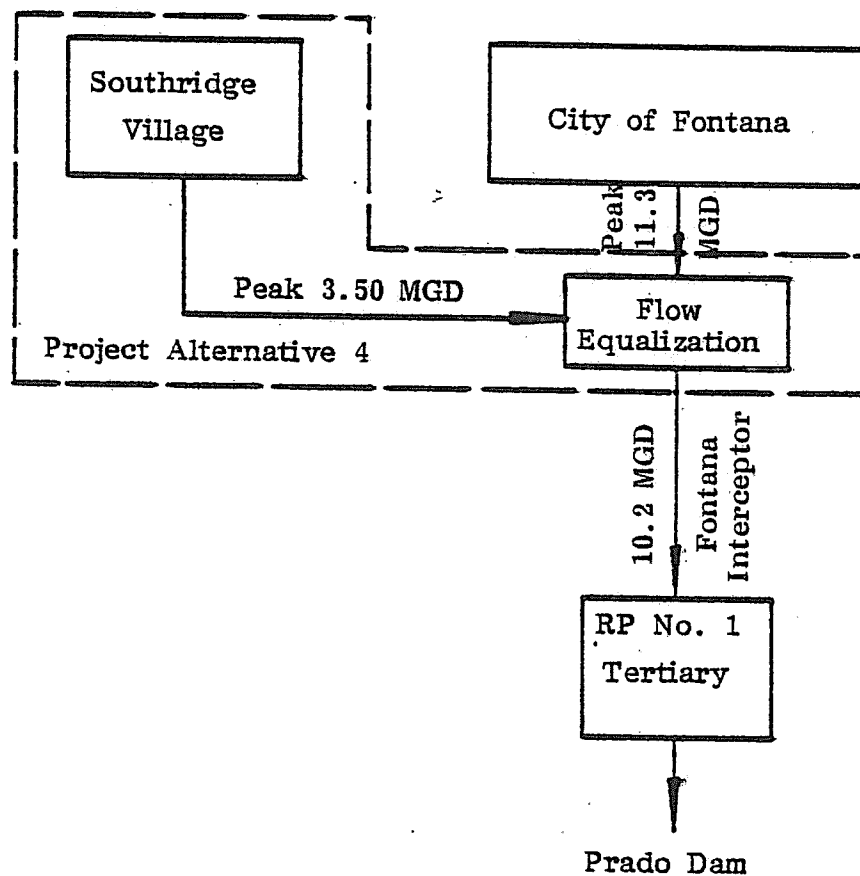 Southridge
Village
City of Fontana
Peak
11.3
MGD
Peak 3.50 MGD
Flow
Equalization
Project Alternative 4
10.2 MGD
Fontana
Interceptor
RP No. 1
Tertiary
Prado Dam